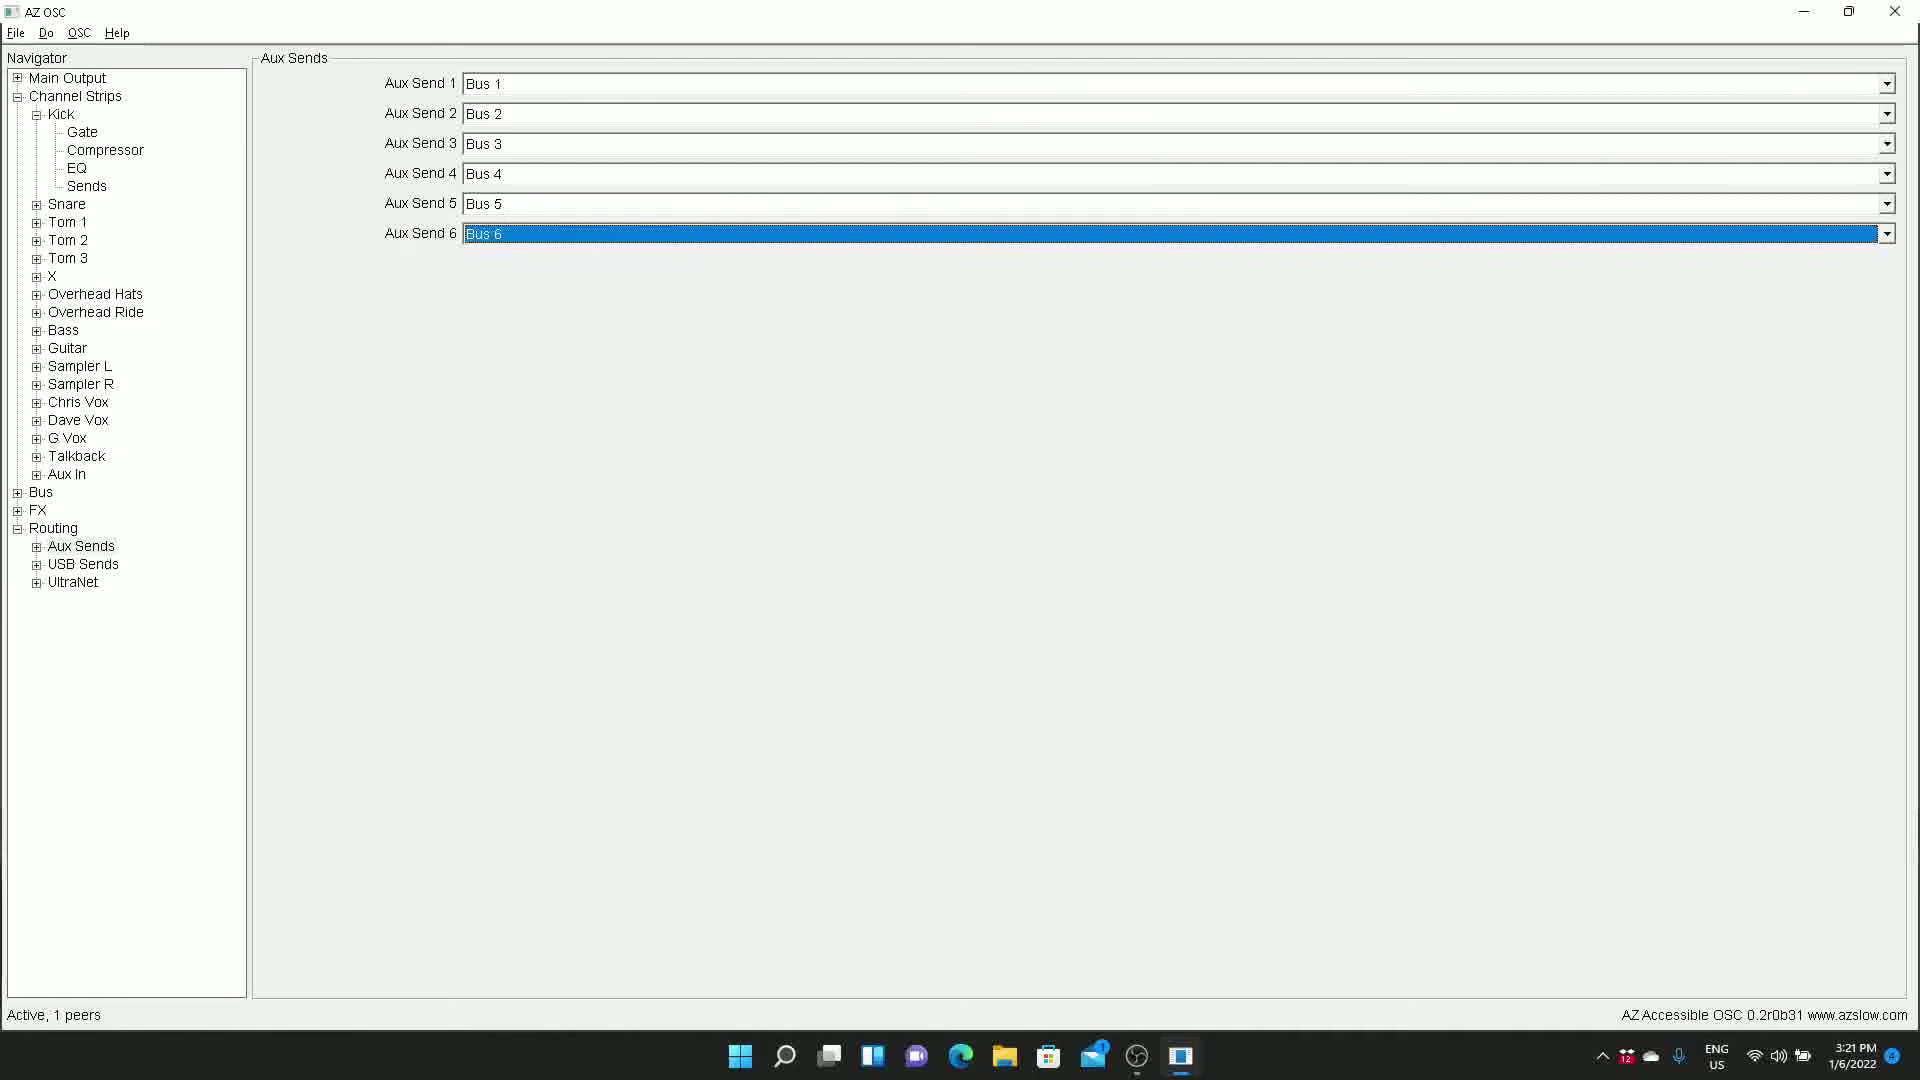 AZ OSC
File Do OSC Help
Navigator
Main Output
Channel Strips
Kick
Gate
Compressor
EQ
Sends
Snare
Tom 1
Tom 2
Tom 3
X
Overhead Hats
Overhead Ride
Bass
Guitar
Sampler L
Sampler R
Chris Vox
Dave Vox
G Vox
Talkback
Aux In
Bus
FX
Routing
Aux Sends
USB Sends
UltraNet
Aux Sends
Aux Send 1 Bus 1
Aux Send 2 Bus 2
Aux Send 3 Bus 3
Aux Send 4 Bus 4
Aux Send 5 Bus 5
Aux Send 6 Bus 6
Active, 1 peers
AZ Accessible OSC 0.2r0b31 www.azslow.com
1
12
ENG
US
3:21 PM
1/6/2022
4